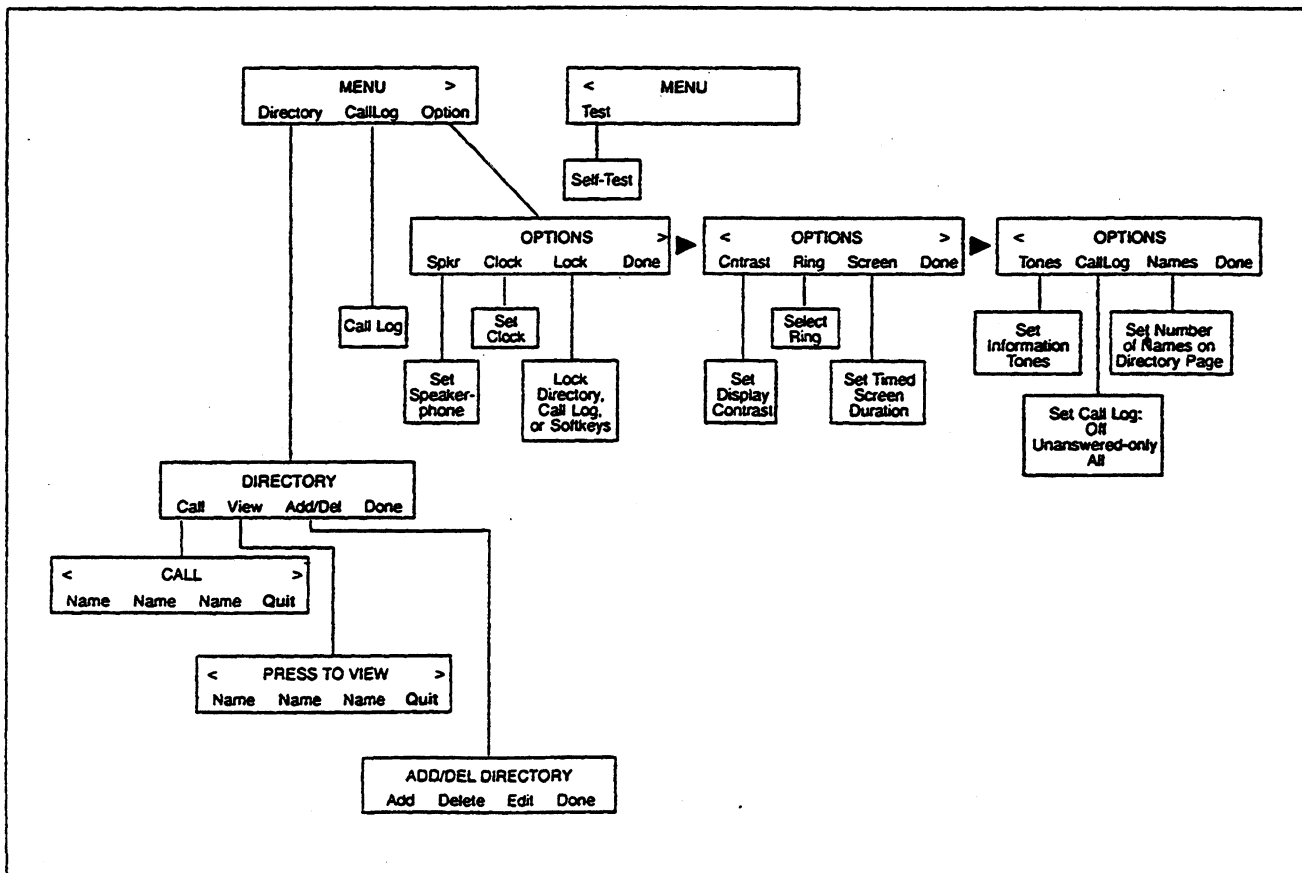 MENU >
Directory CallLog Option
< MENU
Test
Self-Test
OPTIONS >
Spkr Clock Lock Done
< OPTIONS >
Cntrast Ring Screen Done
< OPTIONS
Tones CallLog Names Done
Call Log
Set
Clock
Select
Ring
Set
Information
Tones
Set Number
of Names on
Directory Page
Set
Speaker-
phone
Lock
Directory,
Call Log,
or Softkeys
Set
Display
Contrast
Set Timed
Screen
Duration
Set Call Log:
Off
Unanswered-only
All
DIRECTORY
Call View Add/Del Done
< CALL >
Name Name Name Quit
< PRESS TO VIEW >
Name Name Name Quit
ADD/DEL DIRECTORY
Add Delete Edit Done